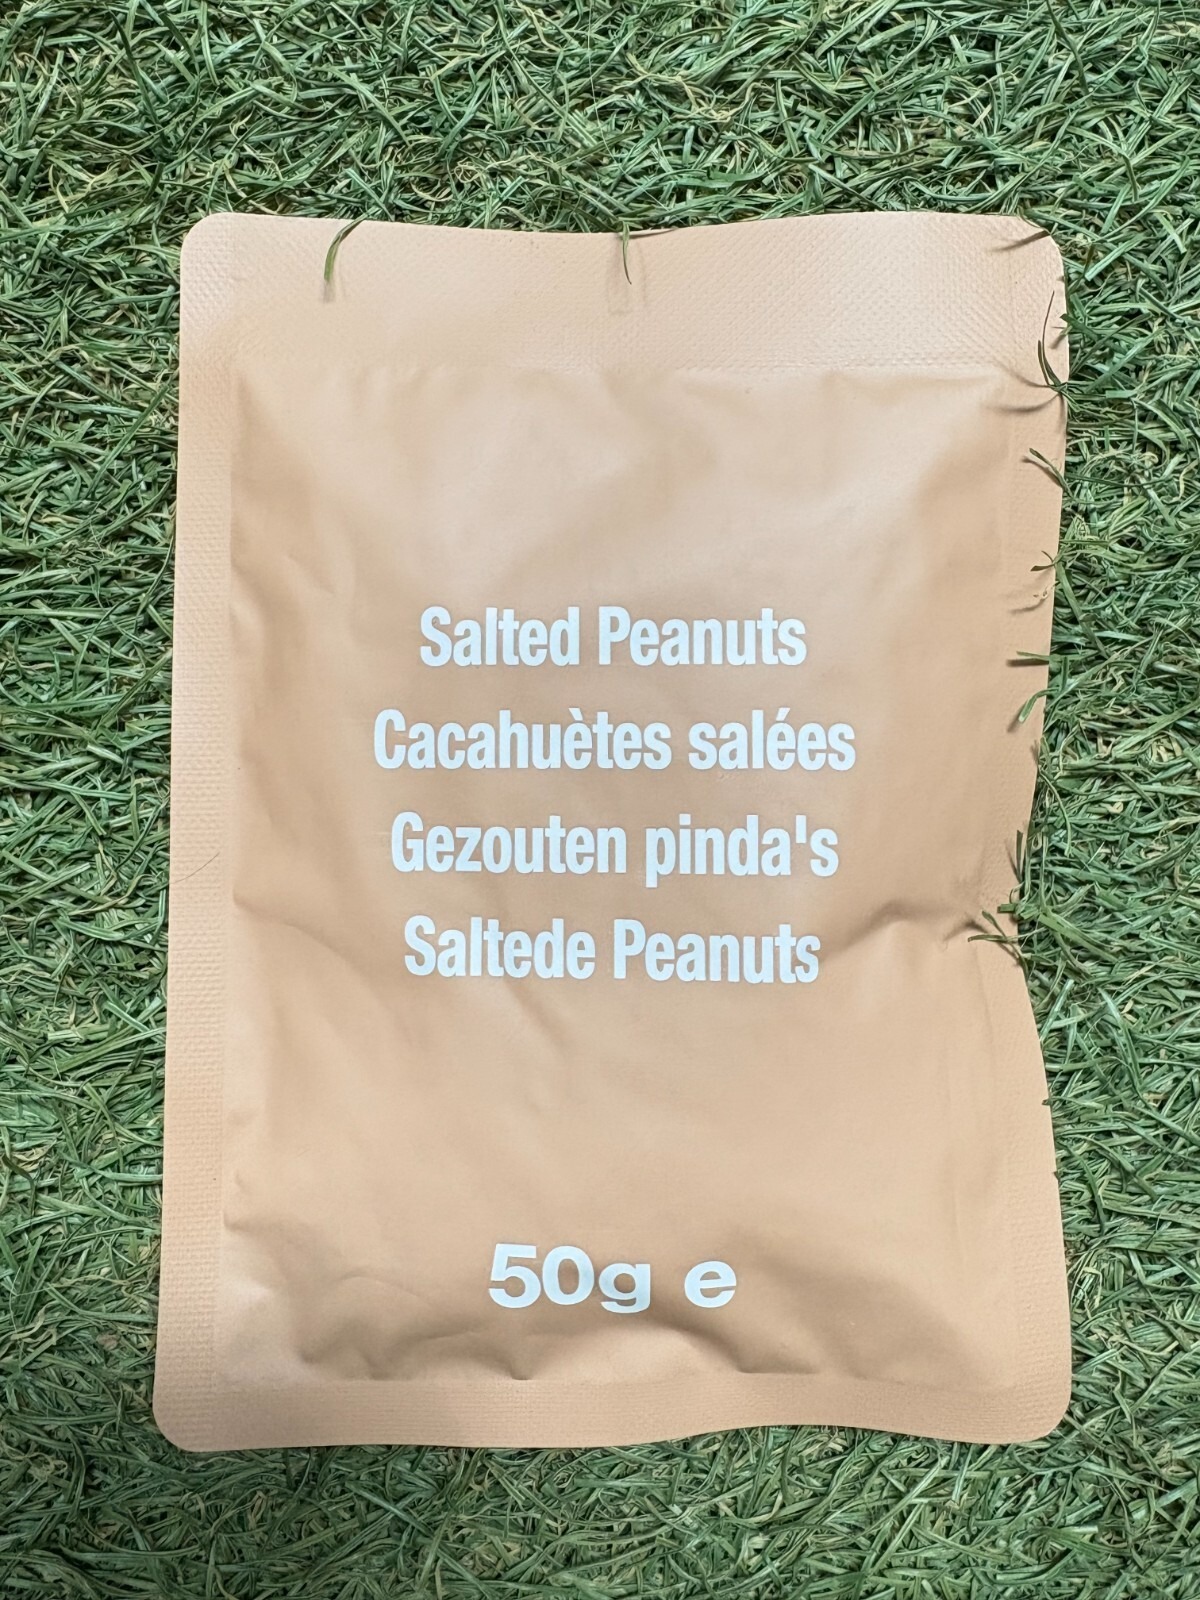 Salted Peanuts
Cacahuètes salées
Gezouten pinda's
Saltede Peanuts
50g e